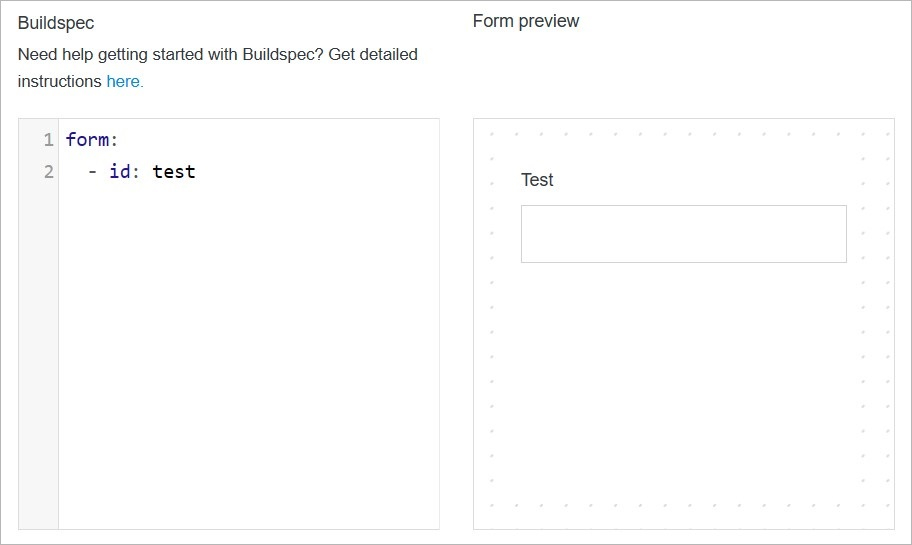 Buildspec
Need help getting started with Buildspec? Get detailed
instructions here.
1 form:
2   - id: test
Form preview
Test